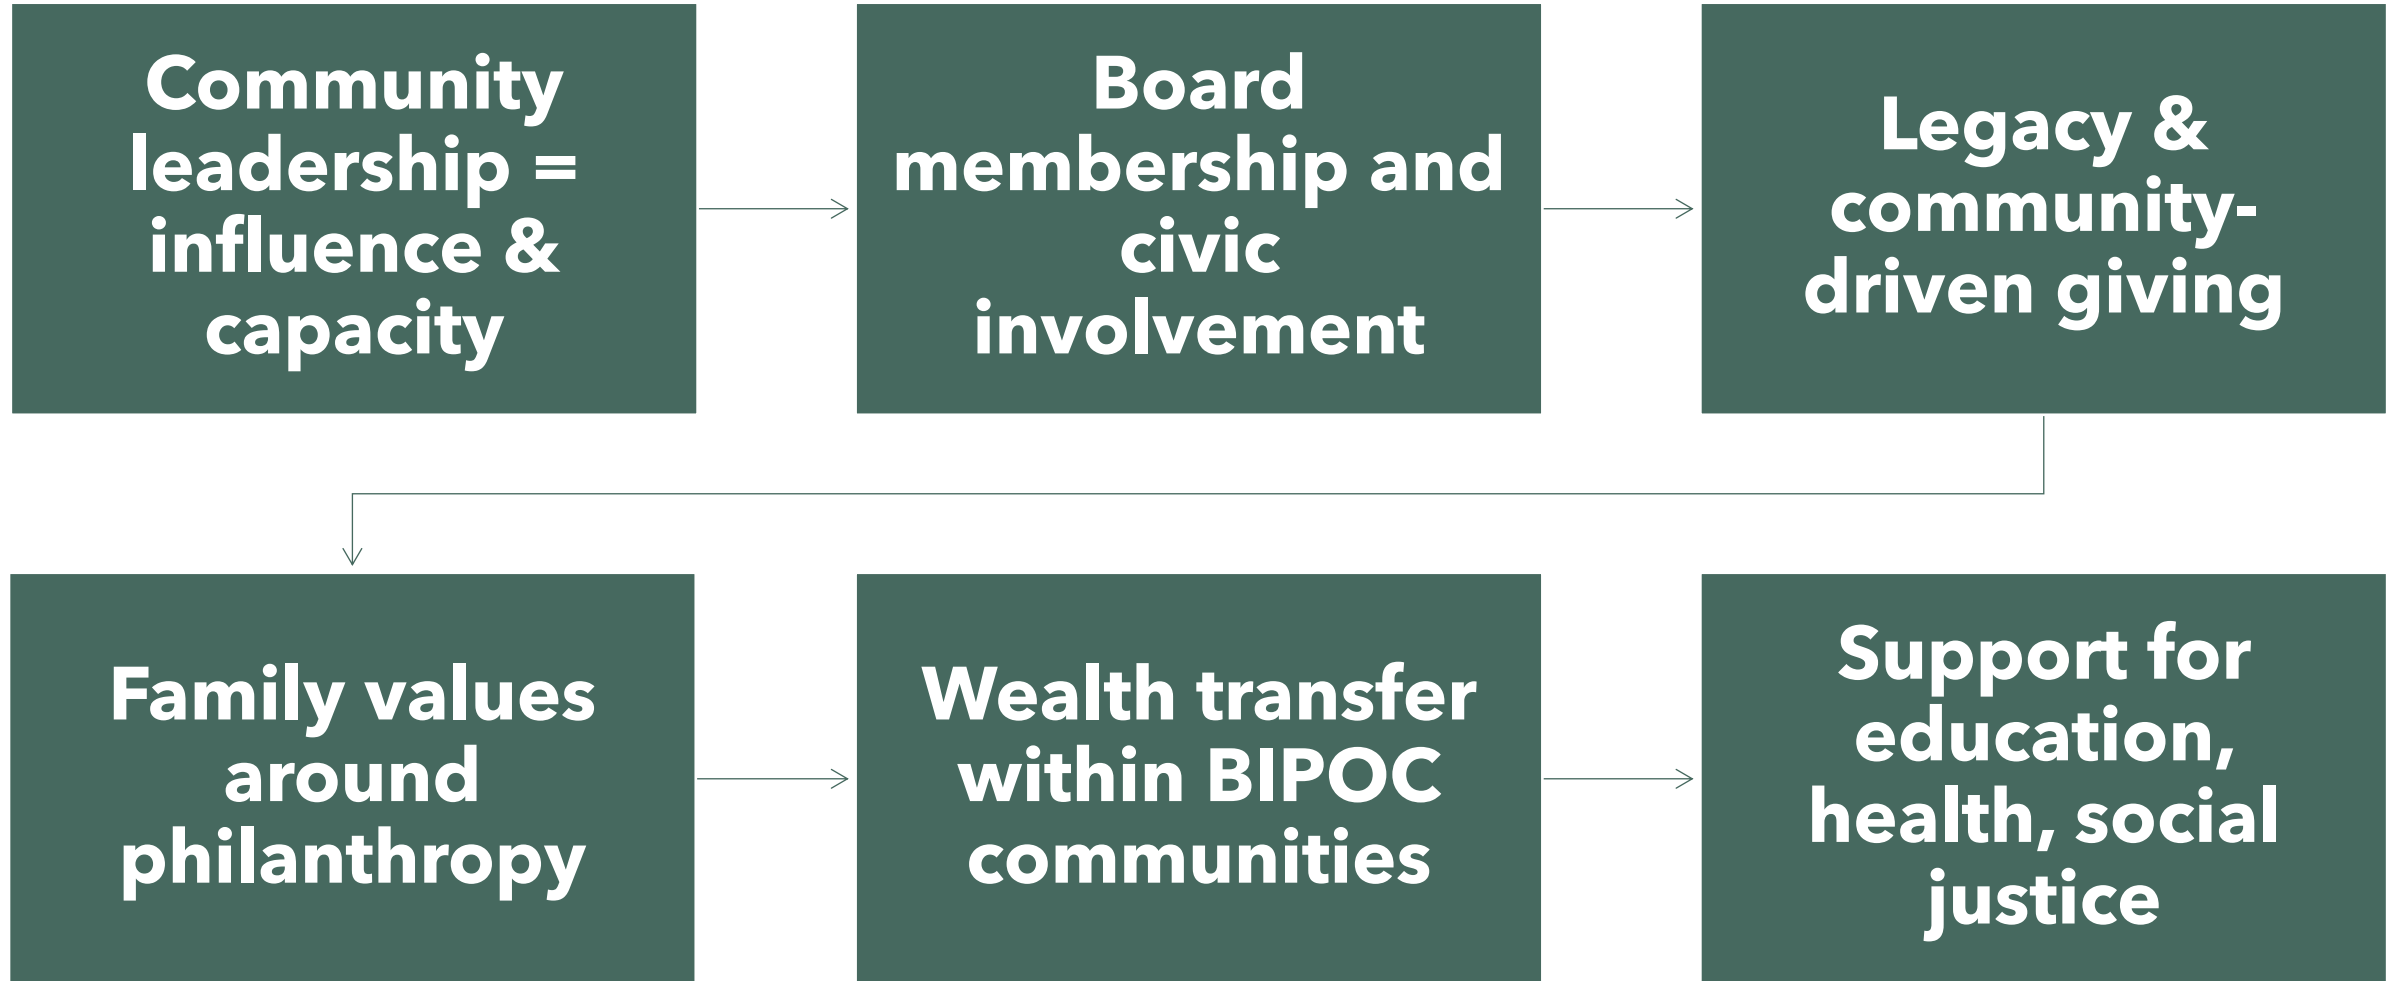 Community
leadership =
influence &
capacity
Board
membership and
civic
involvement
Legacy &
community-
driven giving
Family values
around
philanthropy
Wealth transfer
within BIPOC
communities
Support for
education,
health, social
justice